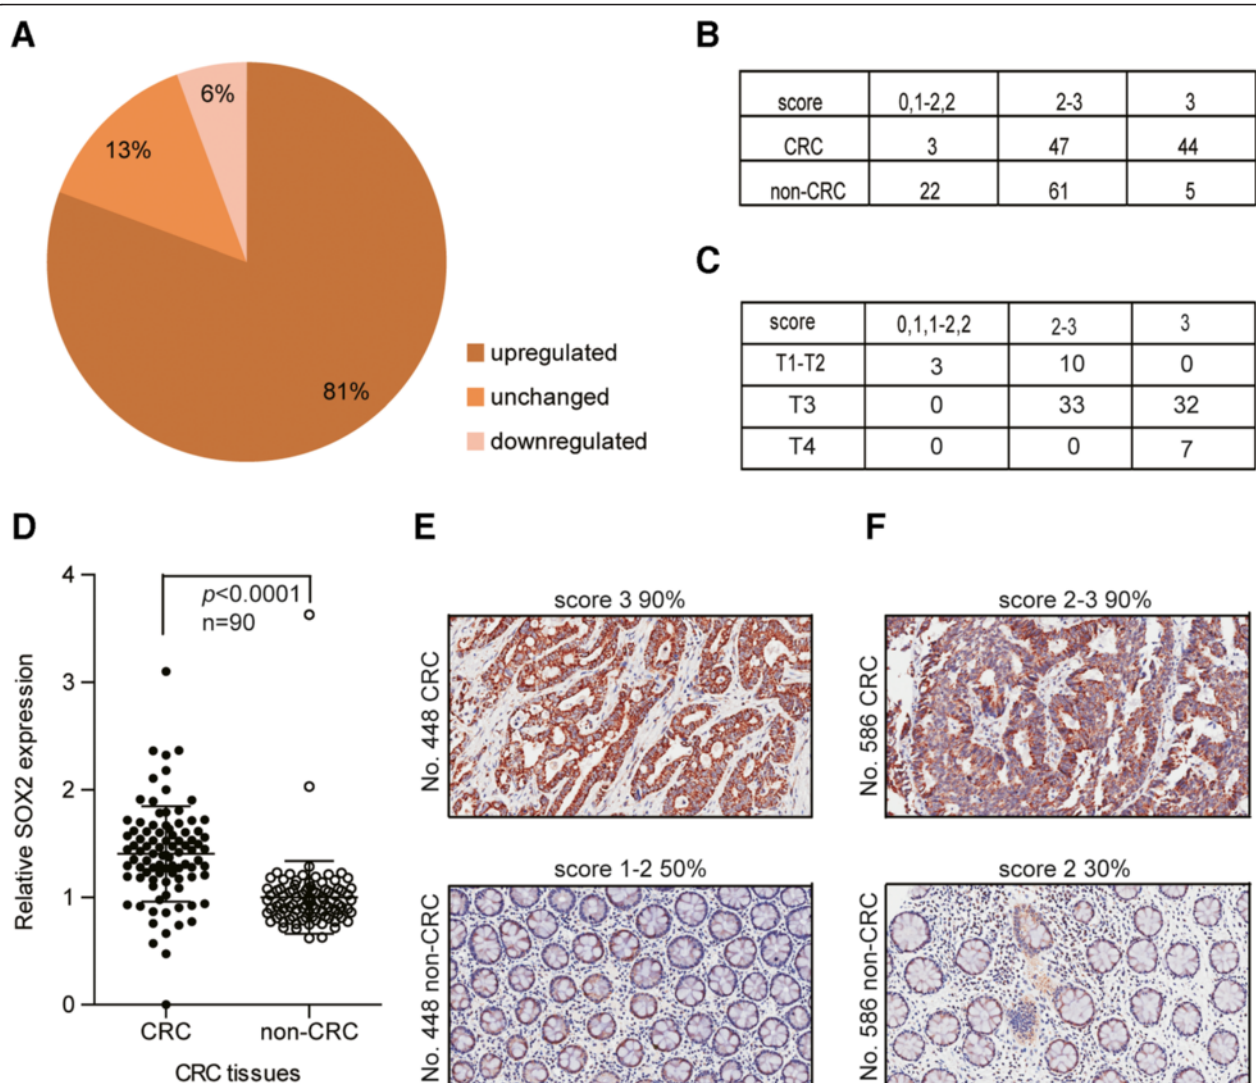 A
6%
13%
81%
upregulated
unchanged
downregulated
B
score 0,1-2,2 2-3 3
CRC 3 47 44
non-CRC 22 61 5
C
score 0,1,1-2,2 2-3 3
T1-T2 3 10 0
T3 0 33 32
T4 0 0 7
D
4
3
2
1
0
Relative SOX2 expression
p<0.0001
n=90
CRC non-CRC
CRC tissues
E
score 3 90%
No. 448 CRC
score 1-2 50%
No. 448 non-CRC
F
score 2-3 90%
No. 586 CRC
score 2 30%
No. 586 non-CRC